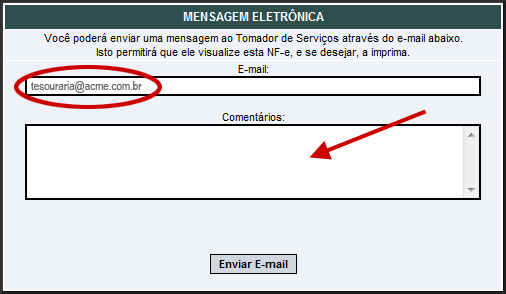 MENSAGEM ELETRÔNICA
Você poderá enviar uma mensagem ao Tomador de Serviços através do e-mail abaixo.
Isto permitirá que ele visualize esta NF-e, e se desejar, a imprima.
E-mail:
tesouraria@acme.com.br
Comentários:
Enviar E-mail